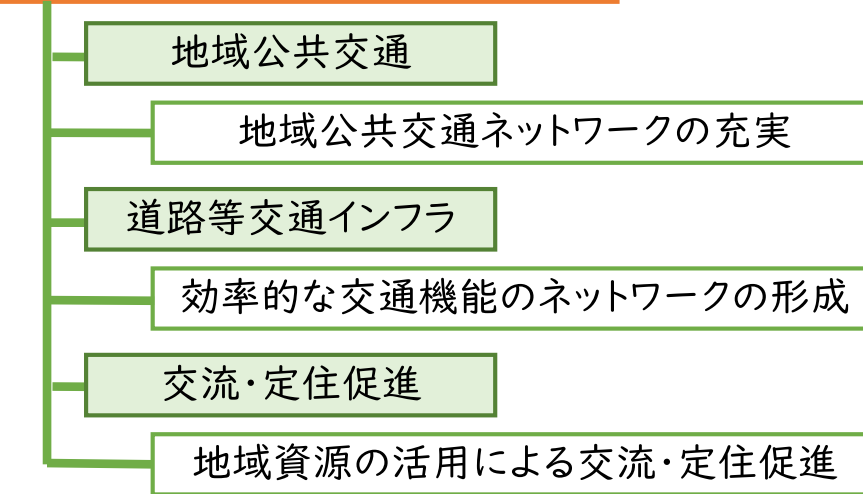 地域公共交通
地域公共交通ネットワークの充実
道路等交通インフラ
効率的な交通機能のネットワークの形成
交流・定住促進
地域資源の活用による交流・定住促進